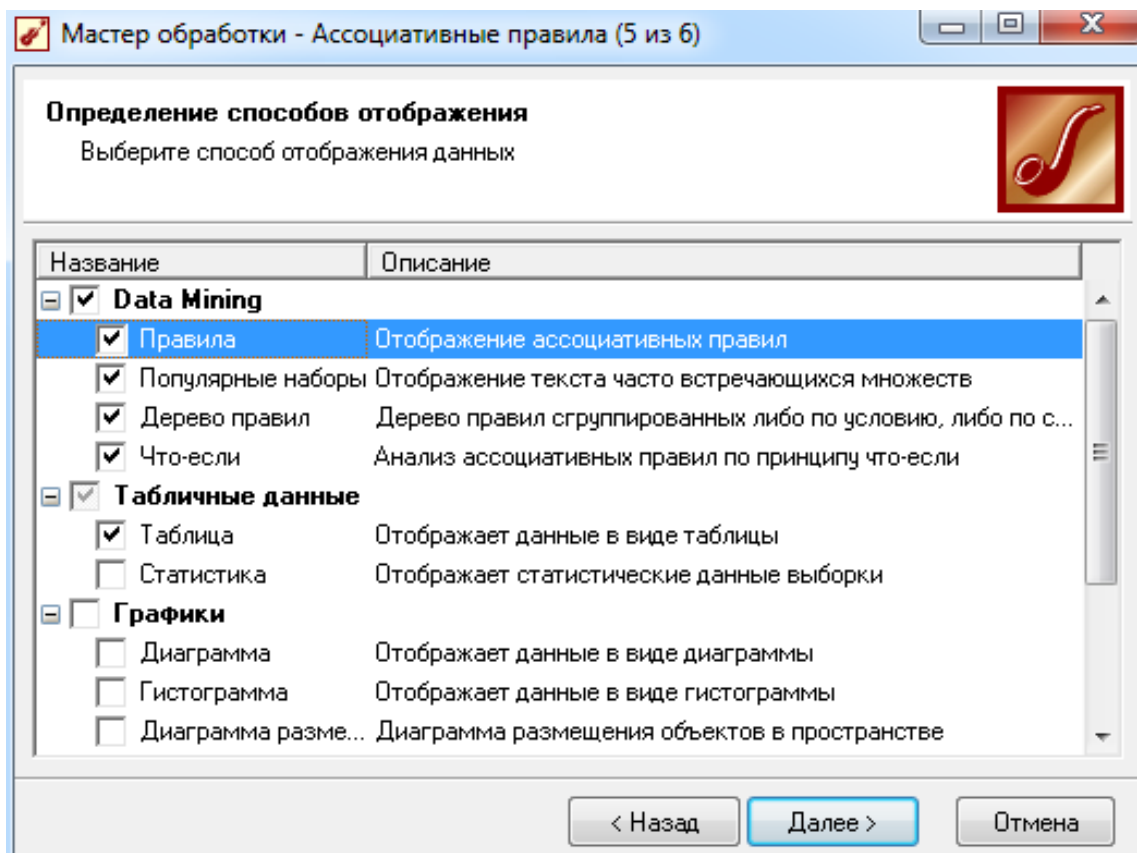 Мастер обработки - Ассоциативные правила (5 из 6)
Определение способов отображения
Выберите способ отображения данных
Название Описание
Data Mining
Правила Отображение ассоциативных правил
Популярные наборы Отображение текста часто встречающихся множеств
Дерево правил Дерево правил сгруппированных либо по условию, либо по с...
Что-если Анализ ассоциативных правил по принципу что-если
Табличные данные
Таблица Отображает данные в виде таблицы
Статистика Отображает статистические данные выборки
Графики
Диаграмма Отображает данные в виде диаграммы
Гистограмма Отображает данные в виде гистограммы
Диаграмма разме... Диаграмма размещения объектов в пространстве
< Назад Далее > Отмена